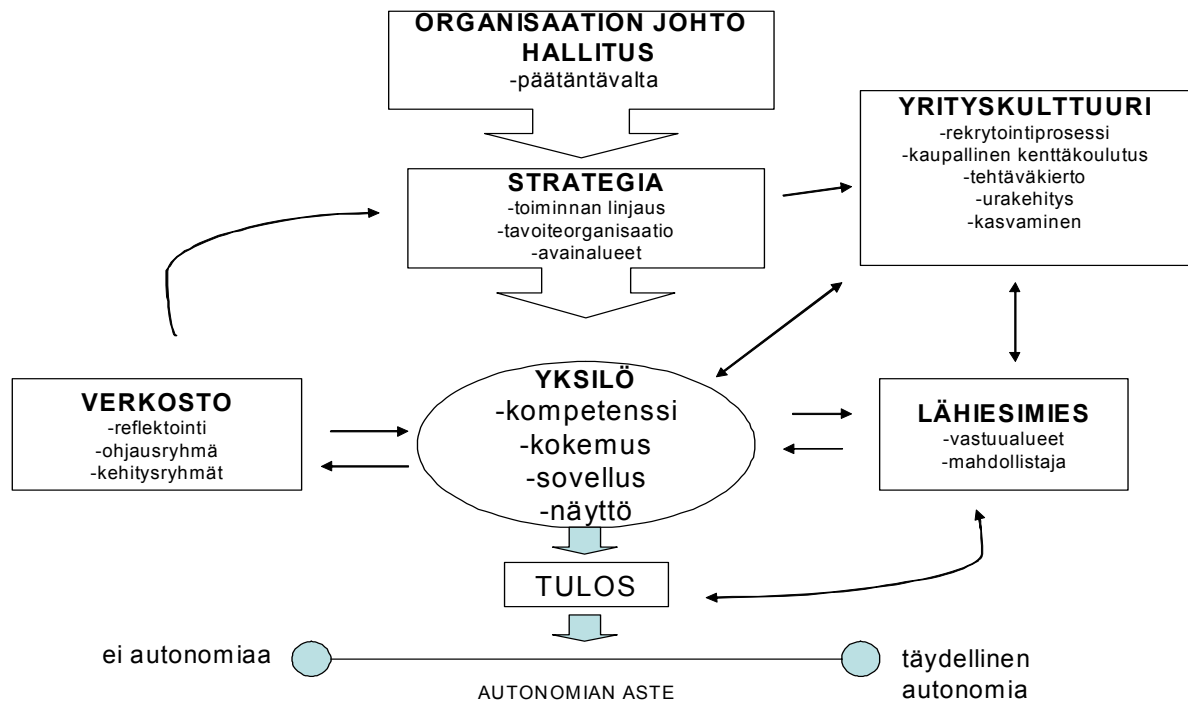 ORGANISAATION JOHTO
HALLITUS
-päätäntävalta
YRITYSKULTTUURI
-rekrytointiprosessi
-kaupallinen kenttäkoulutus
-tehtäväkierto
-urakehitys
-kasvaminen
STRATEGIA
-toiminnan linjaus
-tavoiteorganisaatio
-avainalueet
VERKOSTO
-reflektointi
-ohjausryhmä
-kehitysryhmät
YKSILÖ
-kompetenssi
-kokemus
-sovellus
-näyttö
LÄHIESIMIES
-vastuualueet
-mahdollistaja
TULOS
ei autonomiaa
täydellinen
autonomia
AUTONOMIAN ASTE